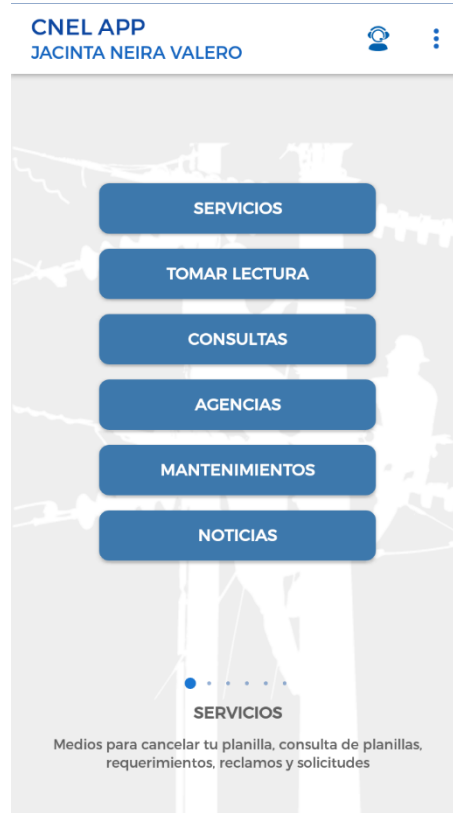 CNEL APP
JACINTA NEIRA VALERO
SERVICIOS
TOMAR LECTURA
CONSULTAS
AGENCIAS
MANTENIMIENTOS
NOTICIAS
SERVICIOS
Medios para cancelar tu planilla, consulta de planillas,
requerimientos, reclamos y solicitudes